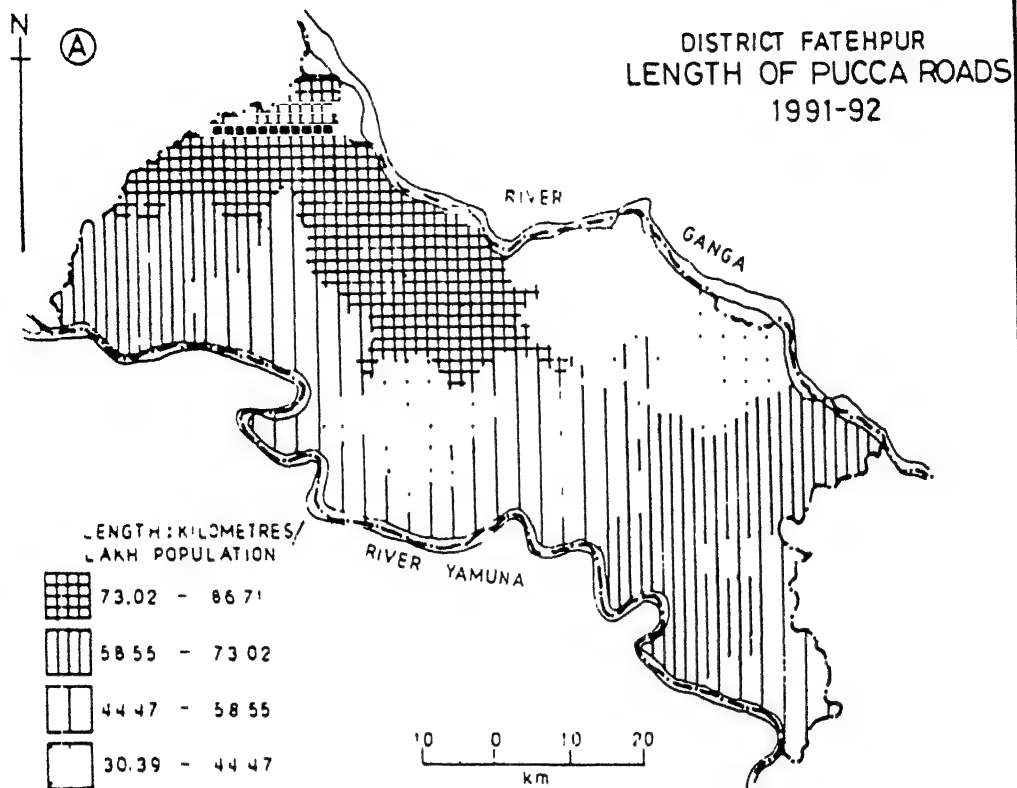 N
A
DISTRICT FATEHPUR
LENGTH OF PUCCA ROADS
1991-92
RIVER
GANGA
LENGTH:KILOMETRES/
LAKH POPULATION
RIVER YAMUNA
73.02 - 86.71
58 55 - 73 02
44 47 - 58 55
30.39 - 44 47
10 0 10 20
km